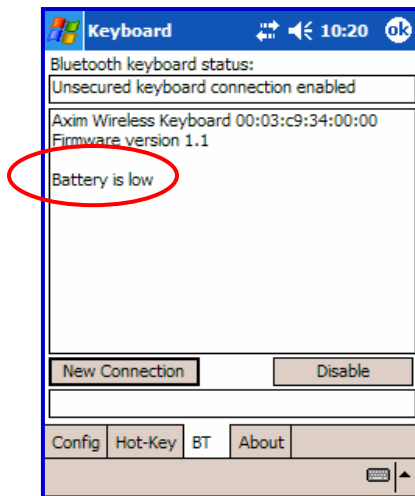 Keyboard 10:20 ok
Bluetooth keyboard status:
Unsecured keyboard connection enabled
Axim Wireless Keyboard 00:03:c9:34:00:00
Firmware version 1.1
Battery is low
New Connection Disable
Config Hot-Key BT About